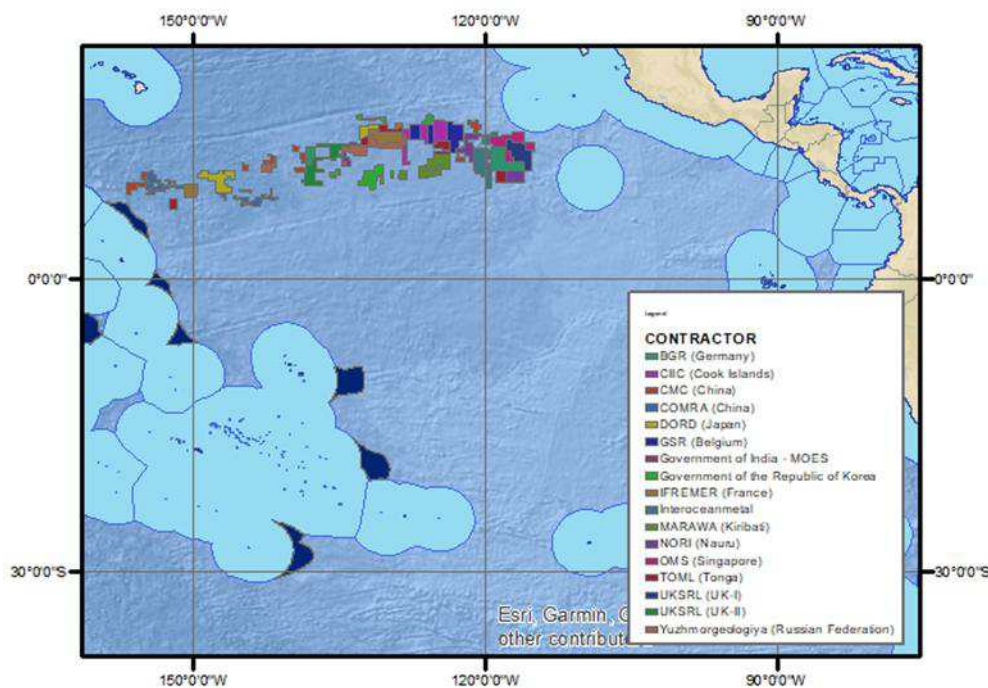 150°0'0"W 120°0'0"W 90°0'0"W
0°0'0" 0°0'0"
Legend
CONTRACTOR
BGR (Germany)
CIIC (Cook Islands)
CMC (China)
COMRA (China)
DORD (Japan)
GSR (Belgium)
Government of India - MOES
Government of the Republic of Korea
IFREMER (France)
Interoceanmetal
MARAWA (Kiribati)
NORI (Nauru)
OMS (Singapore)
TOML (Tonga)
UKSRL (UK-I)
UKSRL (UK-II)
Yuzhmorgeologiya (Russian Federation)
30°0'0"S 30°0'0"S
Esri, Garmin, G
other contribut
150°0'0"W 120°0'0"W 90°0'0"W